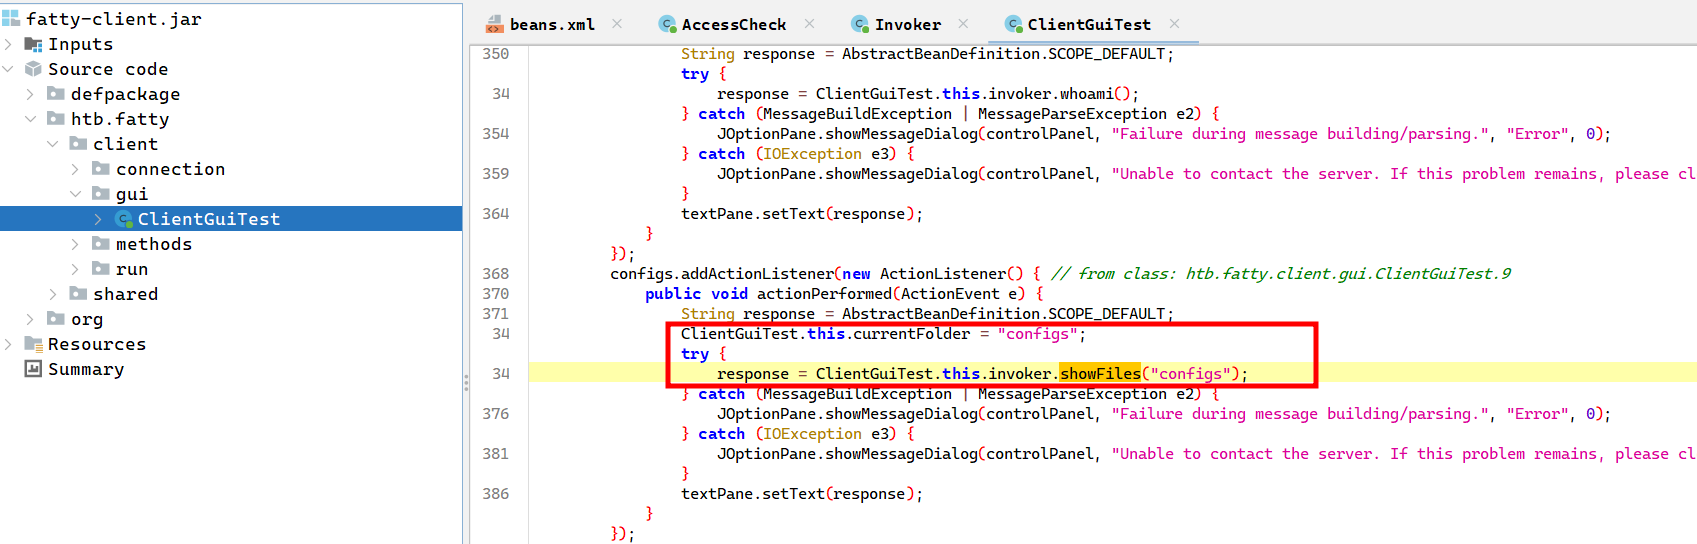 fatty-client.jar
Inputs
Source code
defpackage
htb.fatty
client
connection
gui
ClientGuiTest
methods
run
shared
org
Resources
Summary
beans.xml × AccessCheck × Invoker × ClientGuiTest ×
350 String response = AbstractBeanDefinition.SCOPE_DEFAULT;
try {
34 response = ClientGuiTest.this.invoker.whoami();
} catch (MessageBuildException | MessageParseException e2) {
354 JOptionPane.showMessageDialog(controlPanel, "Failure during message building/parsing.", "Error", 0);
} catch (IOException e3) {
359 JOptionPane.showMessageDialog(controlPanel, "Unable to contact the server. If this problem remains, please cl
}
364 textPane.setText(response);
}
});
368 configs.addActionListener(new ActionListener() { // from class: htb.fatty.client.gui.ClientGuiTest.9
370 public void actionPerformed(ActionEvent e) {
371 String response = AbstractBeanDefinition.SCOPE_DEFAULT;
34 ClientGuiTest.this.currentFolder = "configs";
try {
34 response = ClientGuiTest.this.invoker.showFiles("configs");
} catch (MessageBuildException | MessageParseException e2) {
376 JOptionPane.showMessageDialog(controlPanel, "Failure during message building/parsing.", "Error", 0);
} catch (IOException e3) {
381 JOptionPane.showMessageDialog(controlPanel, "Unable to contact the server. If this problem remains, please cl
}
386 textPane.setText(response);
}
});